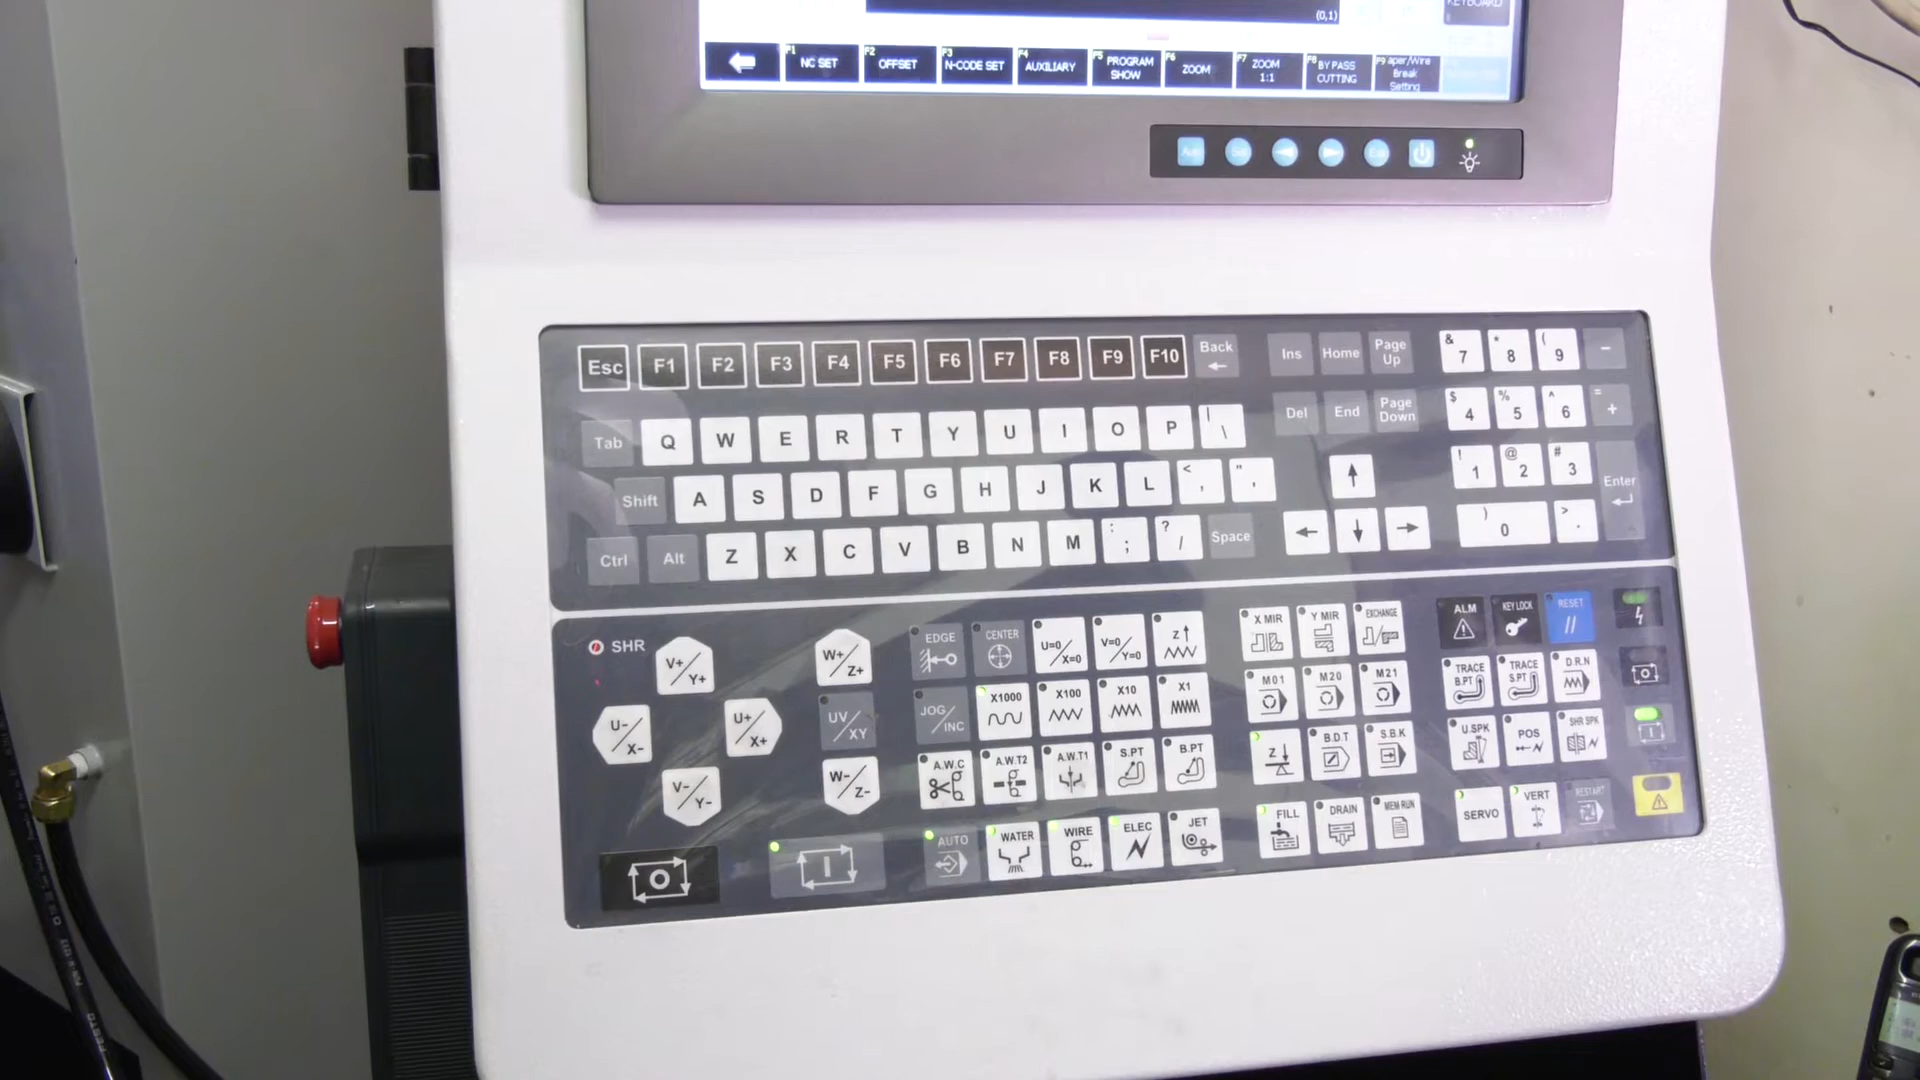 (0,1)
KEYBOARD
F1 NC SET
F2 OFFSET
F3 N-CODE SET
F4 AUXILIARY
F5 PROGRAM SHOW
F6 ZOOM
F7 ZOOM 1:1
F8 BY PASS CUTTING
F9 aper/Wire Break Setting
Esc F1 F2 F3 F4 F5 F6 F7 F8 F9 F10 Back ←
Ins Home Page Up
& 7 * 8 ( 9 -
Tab Q W E R T Y U I O P | \
Del End Page Down
$ 4 % 5 ^ 6 = +
Shift A S D F G H J K L < , " '
↑
! 1 @ 2 # 3 Enter
Ctrl Alt Z X C V B N M : ; ? / Space
← ↓ →
) 0 > .
SHR
V+/Y+
W+/Z+
EDGE CENTER U=0/X=0 V=0/Y=0 Z↑
X MIR Y MIR EXCHANGE
ALM KEY LOCK RESET //
U-/X- U+/X+
UV/XY
JOG/INC X1000 X100 X10 X1
M01 M20 M21
TRACE B.PT TRACE S.PT D.R.N
V-/Y-
W-/Z-
A.W.C A.W.T2 A.W.T1 S.PT B.PT
Z↓ B.D.T S.B.K
U.SPK POS SHR SPK
O I
AUTO WATER WIRE ELEC JET
FILL DRAIN MEM RUN
SERVO VERT RESTART
FESTO